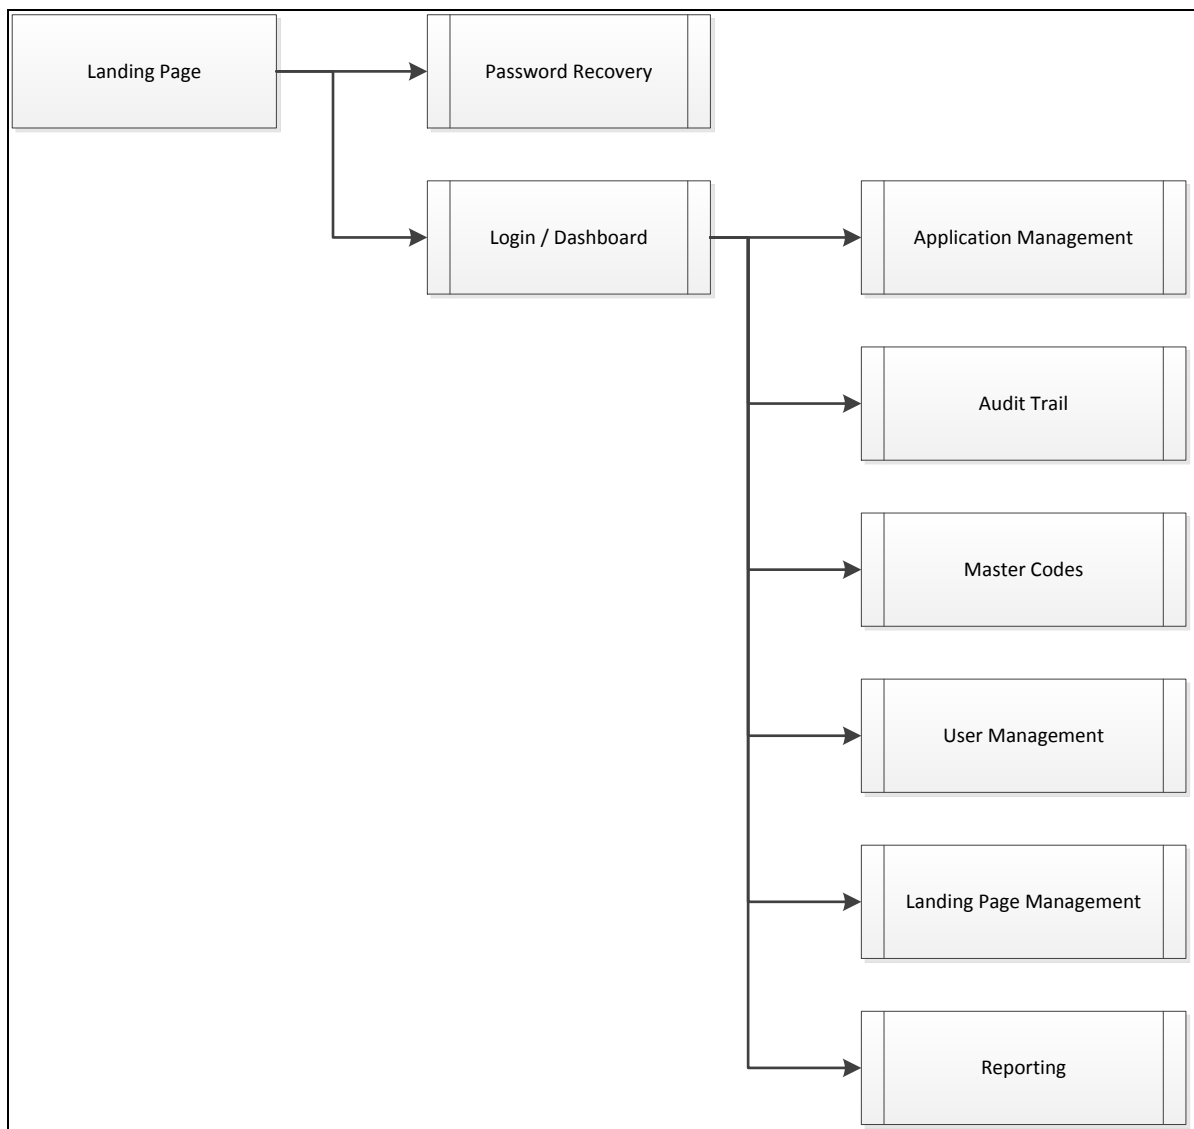 Landing Page
Password Recovery
Login / Dashboard
Application Management
Audit Trail
Master Codes
User Management
Landing Page Management
Reporting